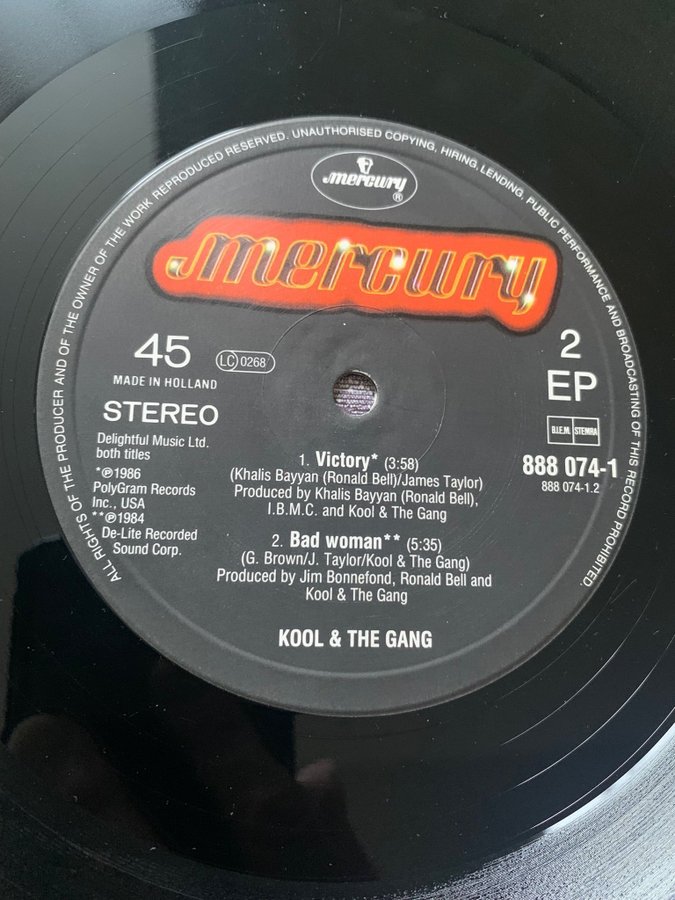 ALL RIGHTS OF THE PRODUCER AND OF THE OWNER OF THE WORK REPRODUCED RESERVED. UNAUTHORISED COPYING, HIRING, LENDING, PUBLIC PERFORMANCE AND BROADCASTING OF THIS RECORD PROHIBITED.
mercury ®
mercury
45
LC 0268
MADE IN HOLLAND
STEREO
2
EP
B.I.E.M. STEMRA
888 074-1
888 074-1.2
Delightful Music Ltd.
both titles
*℗1986
PolyGram Records
Inc., USA
**℗1984
De-Lite Recorded
Sound Corp.
1. Victory* (3:58)
(Khalis Bayyan (Ronald Bell)/James Taylor)
Produced by Khalis Bayyan (Ronald Bell),
I.B.M.C. and Kool & The Gang
2. Bad woman** (5:35)
(G. Brown/J. Taylor/Kool & The Gang)
Produced by Jim Bonnefond, Ronald Bell and
Kool & The Gang
KOOL & THE GANG